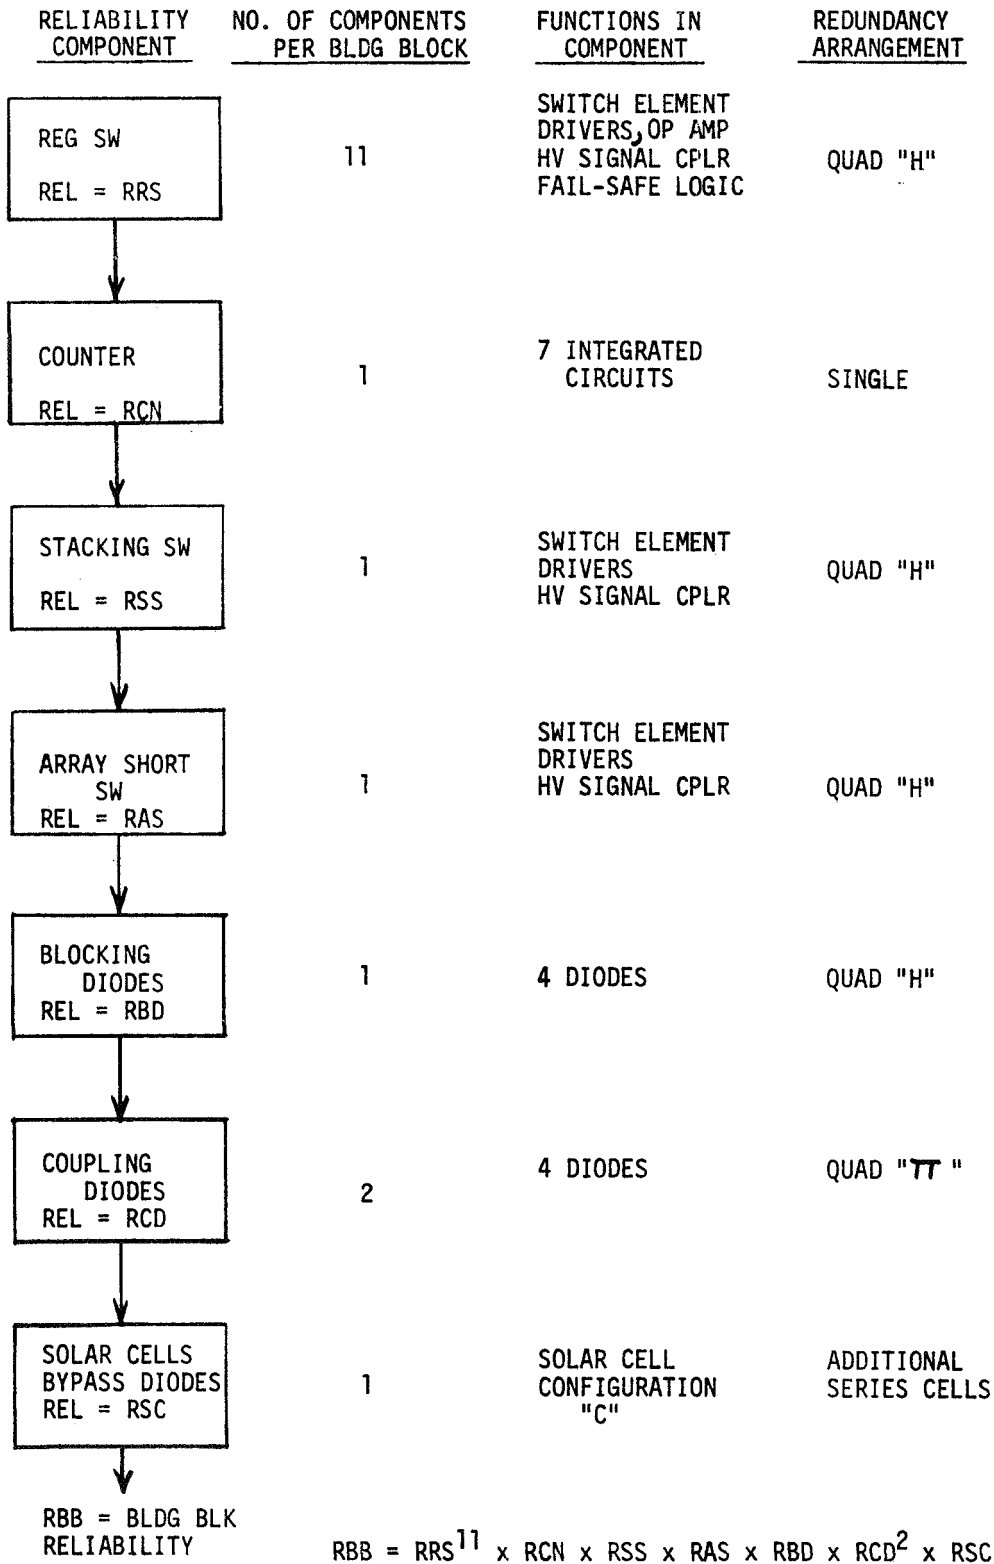 RELIABILITY COMPONENT
NO. OF COMPONENTS PER BLDG BLOCK
FUNCTIONS IN COMPONENT
REDUNDANCY ARRANGEMENT
REG SW
REL = RRS
11
SWITCH ELEMENT
DRIVERS, OP AMP
HV SIGNAL CPLR
FAIL-SAFE LOGIC
QUAD "H"
COUNTER
REL = RCN
1
7 INTEGRATED
CIRCUITS
SINGLE
STACKING SW
REL = RSS
1
SWITCH ELEMENT
DRIVERS
HV SIGNAL CPLR
QUAD "H"
ARRAY SHORT
SW
REL = RAS
1
SWITCH ELEMENT
DRIVERS
HV SIGNAL CPLR
QUAD "H"
BLOCKING
DIODES
REL = RBD
1
4 DIODES
QUAD "H"
COUPLING
DIODES
REL = RCD
2
4 DIODES
QUAD "π "
SOLAR CELLS
BYPASS DIODES
REL = RSC
1
SOLAR CELL
CONFIGURATION
"C"
ADDITIONAL
SERIES CELLS
RBB = BLDG BLK
RELIABILITY
RBB = RRS¹¹ x RCN x RSS x RAS x RBD x RCD² x RSC